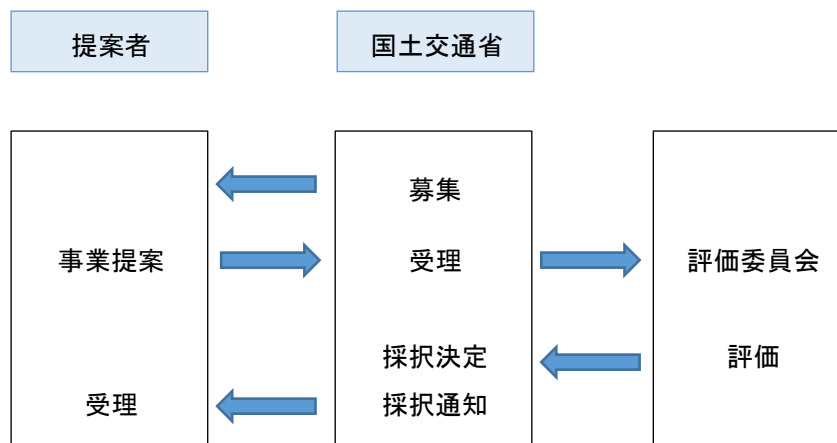 提案者
国土交通省
募集
事業提案
受理
評価委員会
採択決定
評価
受理
採択通知